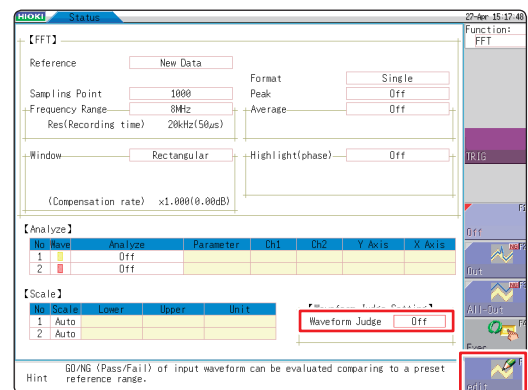 HIOKI Status 27-Apr 15:17:48
Function:
FFT
【FFT】
Reference New Data
Format Single
Sampling Point 1000 Peak Off
Frequency Range 8MHz Average Off
Res(Recording time) 20kHz(50μs)
Window Rectangular Highlight(phase) Off
TRIG
(Compensation rate) ×1.000(0.00dB)
【Analyze】
No Wave Analyze Parameter Ch1 Ch2 Y Axis X Axis
1 Off
2 Off
Off
NG
Out
【Scale】
No Scale Lower Upper Unit
1 Auto
2 Auto
Waveform Judge Off
NG
All-Out
Exec
GO/NG (Pass/Fail) of input waveform can be evaluated comparing to a preset
Hint reference range.
edit